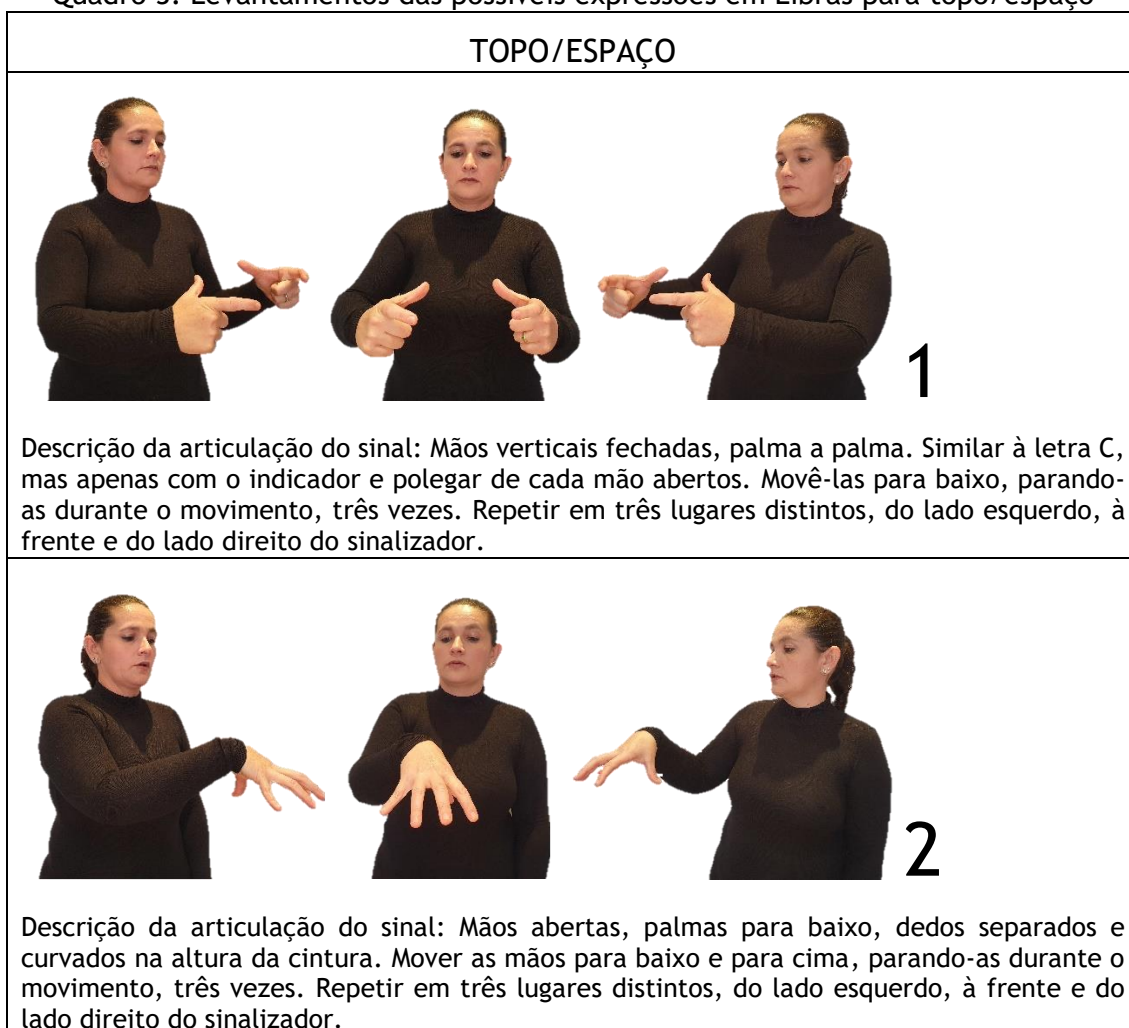 Quadro 3: Levantamentos das possíveis expressões em Libras para topo/espaço
TOPO/ESPAÇO
1
Descrição da articulação do sinal: Mãos verticais fechadas, palma a palma. Similar à letra C,
mas apenas com o indicador e polegar de cada mão abertos. Movê-las para baixo, parando-
as durante o movimento, três vezes. Repetir em três lugares distintos, do lado esquerdo, à
frente e do lado direito do sinalizador.
2
Descrição da articulação do sinal: Mãos abertas, palmas para baixo, dedos separados e
curvados na altura da cintura. Mover as mãos para baixo e para cima, parando-as durante o
movimento, três vezes. Repetir em três lugares distintos, do lado esquerdo, à frente e do
lado direito do sinalizador.